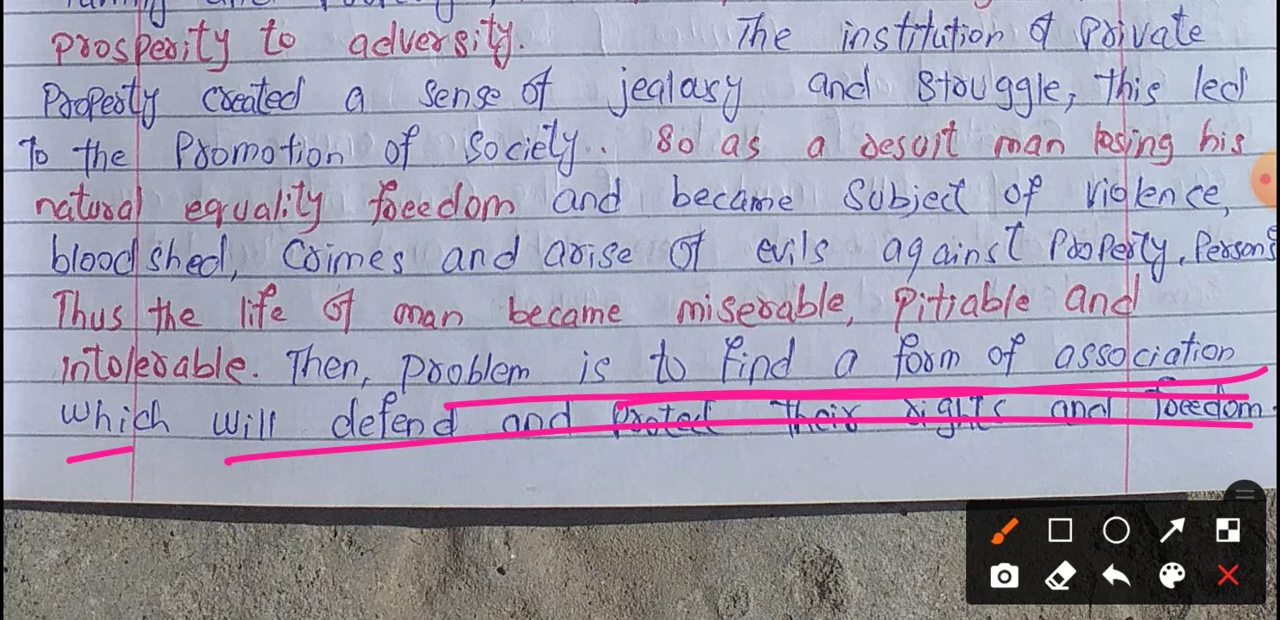 prosperity to adversity. The institution of Private
Property created a sense of jealasy and struggle, this led
To the Promotion of Society. So as a result man losing his
natural equality freedom and became Subject of violence,
bloodshed, Crimes and arise of evils against Property, Persons
Thus the life of man became miserable, Pitiable and
intolerable. Then, problem is to find a form of association
which will defend and protect their rights and freedom